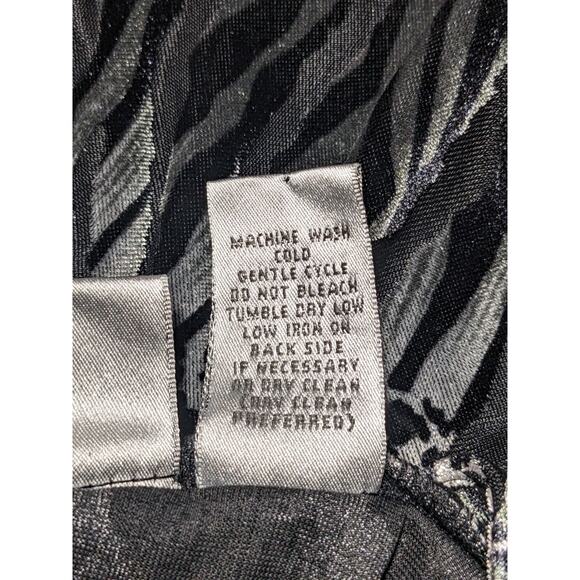 MACHINE WASH
COLD
GENTLE CYCLE
DO NOT BLEACH
TUMBLE DRY LOW
LOW IRON ON
BACK SIDE
IF NECESSARY
OR DRY CLEAN
(DRY CLEAN
PREFERRED)